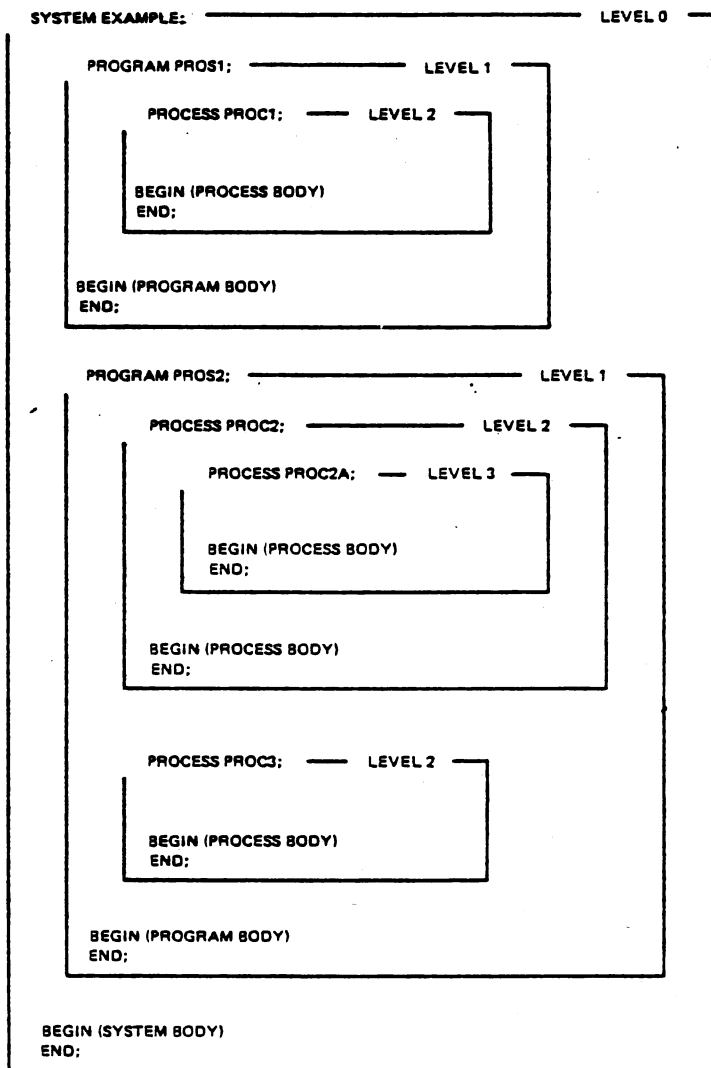 SYSTEM EXAMPLE; LEVEL 0
PROGRAM PROS1; LEVEL 1
PROCESS PROC1; LEVEL 2
BEGIN (PROCESS BODY)
END;
BEGIN (PROGRAM BODY)
END;
PROGRAM PROS2; LEVEL 1
PROCESS PROC2; LEVEL 2
PROCESS PROC2A; LEVEL 3
BEGIN (PROCESS BODY)
END;
BEGIN (PROCESS BODY)
END;
PROCESS PROC3; LEVEL 2
BEGIN (PROCESS BODY)
END;
BEGIN (PROGRAM BODY)
END;
BEGIN (SYSTEM BODY)
END;